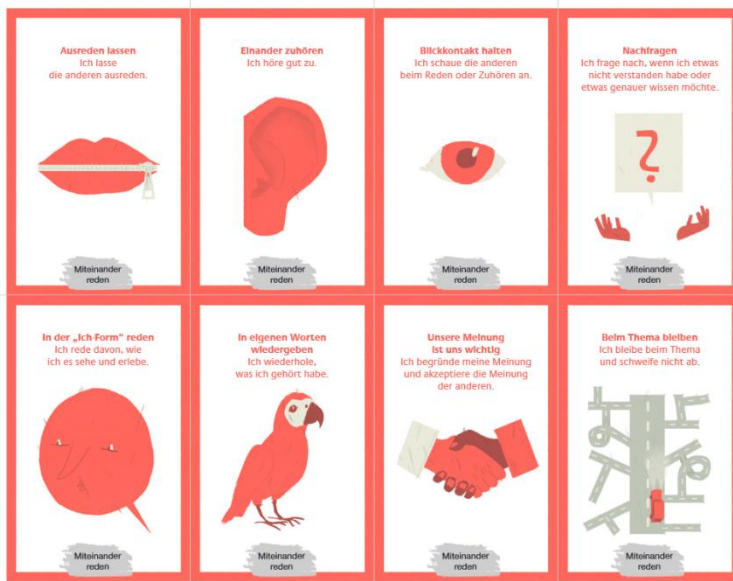 Ausreden lassen
Ich lasse
die anderen ausreden.
Miteinander
reden
Einander zuhören
Ich höre gut zu.
Miteinander
reden
Blickkontakt halten
Ich schaue die anderen
beim Reden oder Zuhören an.
Miteinander
reden
Nachfragen
Ich frage nach, wenn ich etwas
nicht verstanden habe oder
etwas genauer wissen möchte.
?
Miteinander
reden
In der „Ich-Form“ reden
Ich rede davon, wie
ich es sehe und erlebe.
Miteinander
reden
In eigenen Worten
wiedergeben
Ich wiederhole,
was ich gehört habe.
Miteinander
reden
Unsere Meinung
ist uns wichtig
Ich begründe meine Meinung
und akzeptiere die Meinung
der anderen.
Miteinander
reden
Beim Thema bleiben
Ich bleibe beim Thema
und schweife nicht ab.
Miteinander
reden